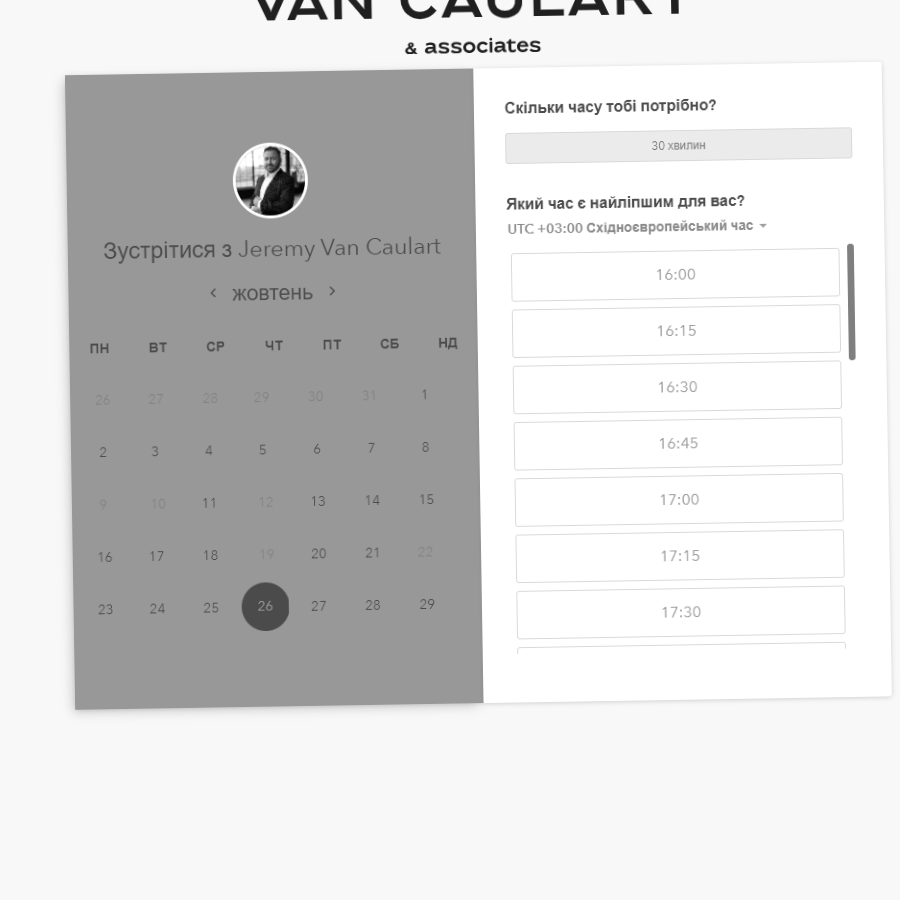 VAN CAULART
& associates
Зустрітися з Jeremy Van Caulart
жовтень
ПН ВТ СР ЧТ ПТ СБ НД
26 27 28 29 30 31 1
2 3 4 5 6 7 8
9 10 11 12 13 14 15
16 17 18 19 20 21 22
23 24 25 26 27 28 29
Скільки часу тобі потрібно?
30 хвилин
Який час є найліпшим для вас?
UTC +03:00 Східноєвропейський час
16:00
16:15
16:30
16:45
17:00
17:15
17:30